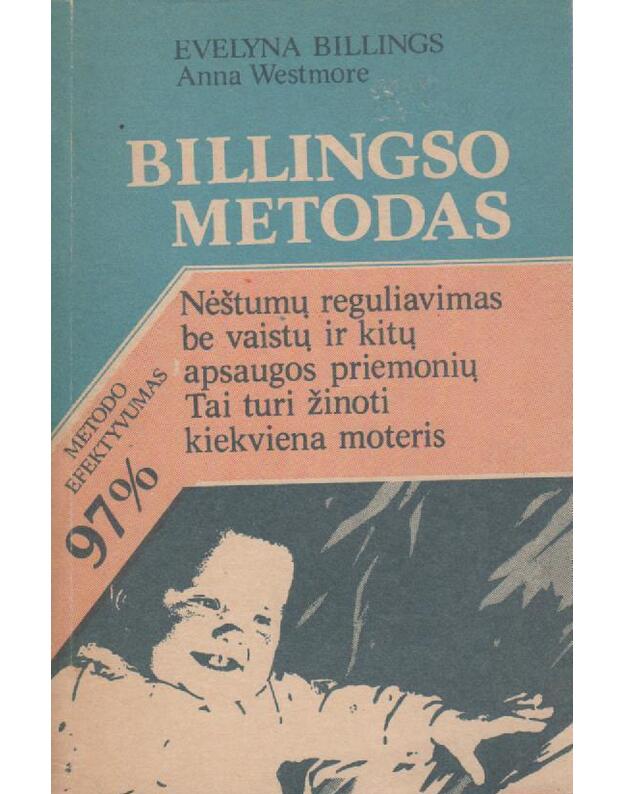 EVELYNA BILLINGS
Anna Westmore
BILLINGSO
METODAS
Nėštumų reguliavimas
be vaistų ir kitų
apsaugos priemonių
Tai turi žinoti
kiekviena moteris
METODO
EFEKTYVUMAS
97%